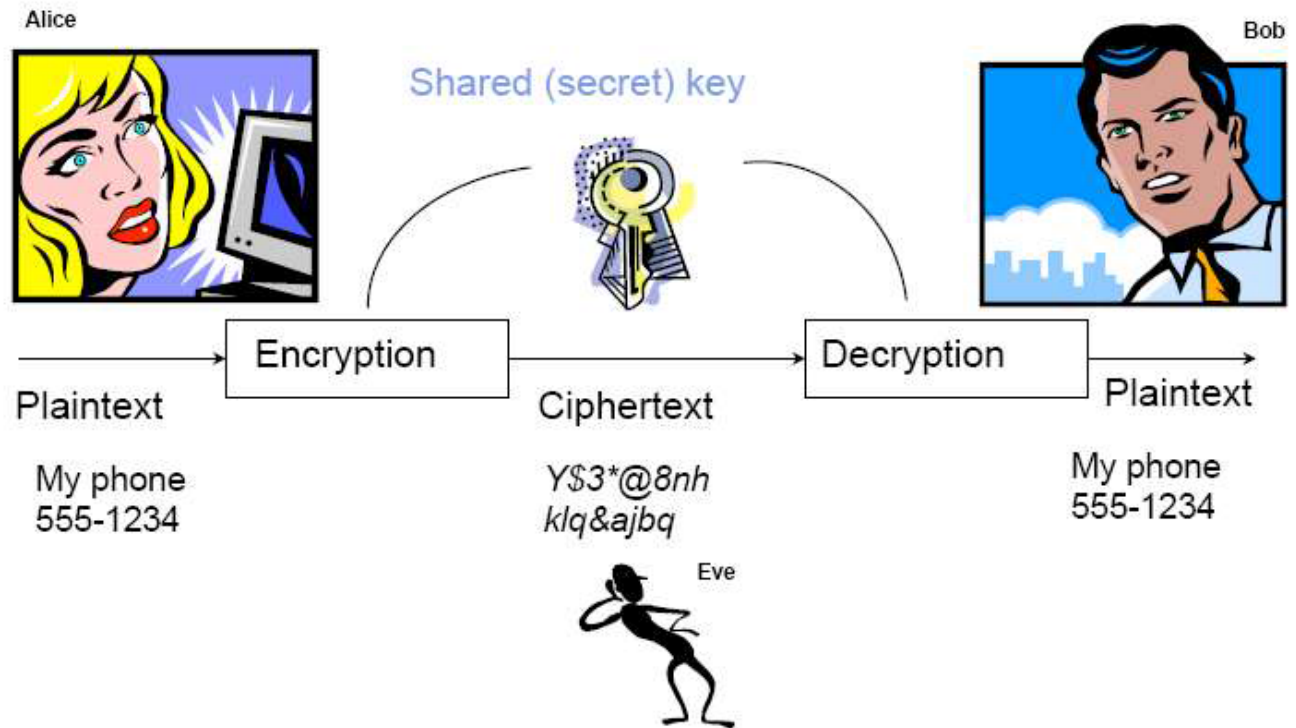 Alice
Bob
Shared (secret) key
Encryption
Decryption
Plaintext
Ciphertext
Plaintext
My phone
555-1234
Y$3*@8nh
klq&ajbq
My phone
555-1234
Eve